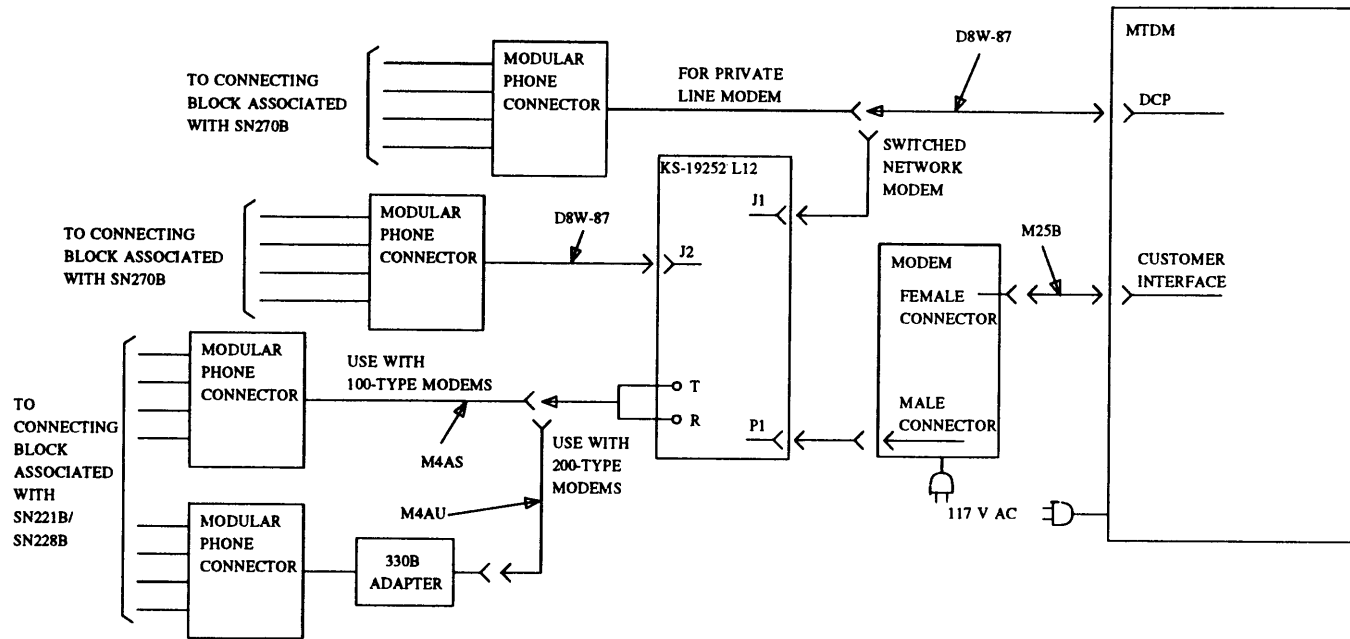 TO CONNECTING
BLOCK ASSOCIATED
WITH SN270B
MODULAR
PHONE
CONNECTOR
FOR PRIVATE
LINE MODEM
D8W-87
MTDM
DCP
SWITCHED
NETWORK
MODEM
KS-19252 L12
J1
TO CONNECTING
BLOCK ASSOCIATED
WITH SN270B
MODULAR
PHONE
CONNECTOR
D8W-87
J2
MODEM
FEMALE
CONNECTOR
M25B
CUSTOMER
INTERFACE
TO
CONNECTING
BLOCK
ASSOCIATED
WITH
SN221B/
SN228B
MODULAR
PHONE
CONNECTOR
USE WITH
100-TYPE MODEMS
M4AS
T
R
P1
MALE
CONNECTOR
USE WITH
200-TYPE
MODEMS
M4AU
MODULAR
PHONE
CONNECTOR
330B
ADAPTER
117 V AC